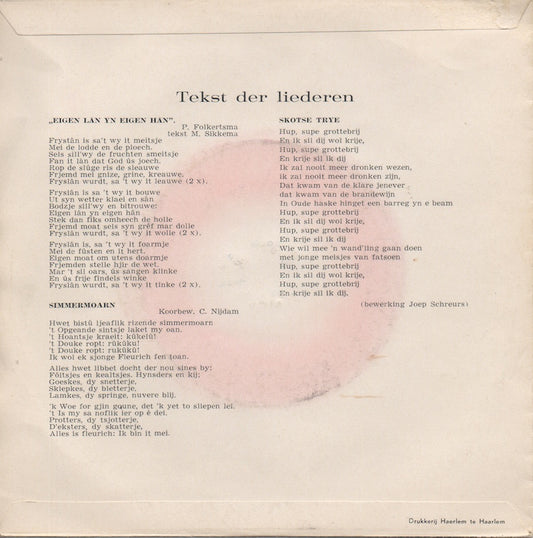 Tekst der liederen
„EIGEN LAN YN EIGEN HÂN".
P. Folkertsma
tekst M. Sikkema
Fryslân is sa't wy it meitsje
Mei de lodde en de ploech.
Seis sill'wy de fruchten smeitsje
Fan it lân dat God ús joech.
Rop de slûge ris de sleauwe
Frjemd mei gnize, grine, kreauwe,
Fryslân wurdt, sa 't wy it leauwe (2 x).
Fryslân is sa 't wy it bouwe
Ut syn wetter klaei en sân
Bodzje sill'wy en bitrouwe:
Eigen lân yn eigen hân
Stek dan fiks omheech de holle
Frjemd moat sels syn grêf mar dolle
Fryslân wurdt, sa 't wy it wolle (2 x).
Fryslân is, sa 't wy it foarmje
Mei de fûsten en it hert.
Eigen moat om utens doarmje
Frjemden stelle hjir de wet.
Mar 't sil oars, ús sangen klinke
En ús frije findels winke
Fryslân wurdt, sa 't wy it tinke (2 x).
SIMMERMOARN
Koorbew. C. Nijdam
Hwet bistû ljeaflik rizende simmermoarn
't Opgeande sintsje laket my oan.
't Hoantsje kraeit: kûkelû!
't Douke ropt: rûkûkû!
't Douke ropt: rukûkû!
Ik wol ek sjonge Fleurich fen toan.
Alles hwet libbet docht der nou sines by:
Fôltsjes en kealtsjes. Hynsders en kij;
Goeskes, dy snetterje,
Skiepkes, dy bletterje,
Lamkes, dy springe, nuvere blij.
'k Woe for gjin goune, det 'k yet to sliepen lei.
't Is my sa noflik ier op è dei.
Protters, dy tsjotterje,
D'eksters, dy skatterje,
Alles is fleurich: Ik bin it mei.
SKOTSE TRYE
Hup, supe grottebrij
En ik sil dij wol krije,
Hup, supe grottebrij
En krije sil ik dij
Ik zal nooit meer dronken wezen,
ik zal nooit meer dronken zijn,
Dat kwam van de klare jenever
dat kwam van de brandewijn
In Oude haske hinget een barreg yn e beam
Hup, supe grottebrij
En ik sil dij wol krije,
Hup, supe grottebrij
En krije sil ik dij
Wie wil mee 'n wand'ling gaan doen
met jonge meisjes van fatsoen
Hup, supe grottebrij
En ik sil dij wol krije,
Hup, supe grottebrij
En krije sil ik dij.
(bewerking Joep Schreurs)
Drukkerij Haerlem te Haarlem